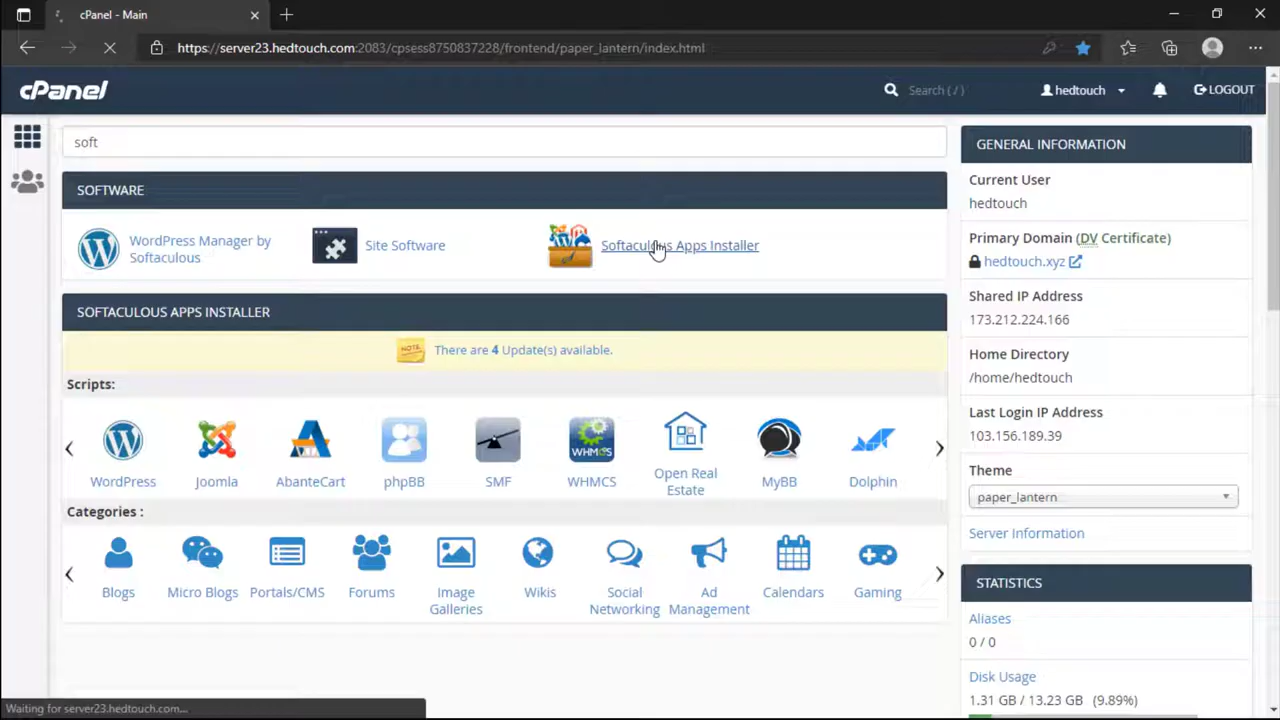 cPanel - Main
https://server23.hedtouch.com:2083/cpsess8750837228/frontend/paper_lantern/index.html
cPanel
Search ( / )
hedtouch
LOGOUT
soft
SOFTWARE
WordPress Manager by
Softaculous
Site Software
Softaculous Apps Installer
SOFTACULOUS APPS INSTALLER
NOTE
There are 4 Update(s) available.
Scripts:
WHMCS
WordPress
Joomla
AbanteCart
phpBB
SMF
WHMCS
Open Real
Estate
MyBB
Dolphin
Categories :
Blogs
Micro Blogs
Portals/CMS
Forums
Image
Galleries
Wikis
Social
Networking
Ad
Management
Calendars
Gaming
GENERAL INFORMATION
Current User
hedtouch
Primary Domain (DV Certificate)
hedtouch.xyz
Shared IP Address
173.212.224.166
Home Directory
/home/hedtouch
Last Login IP Address
103.156.189.39
Theme
paper_lantern
Server Information
STATISTICS
Aliases
0 / 0
Disk Usage
1.31 GB / 13.23 GB (9.89%)
Waiting for server23.hedtouch.com...